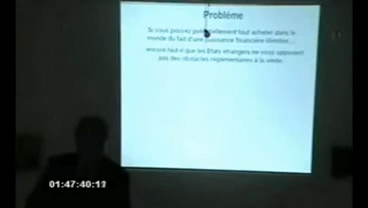 Problème
Si vous pouvez potentiellement tout acheter dans le
monde du fait d'une puissance financière illimitée...
encore faut-il que les Etats étrangers ne vous opposent
pas des obstacles réglementaires à la vente.
01:47:40:13